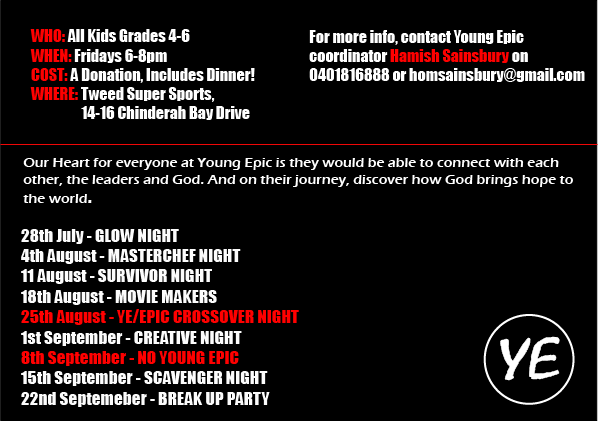 WHO: All Kids Grades 4-6
WHEN: Fridays 6-8pm
COST: A Donation, Includes Dinner!
WHERE: Tweed Super Sports,
14-16 Chinderah Bay Drive
For more info, contact Young Epic
coordinator Hamish Sainsbury on
0401816888 or homsainsbury@gmail.com
Our Heart for everyone at Young Epic is they would be able to connect with each
other, the leaders and God. And on their journey, discover how God brings hope to
the world.
28th July - GLOW NIGHT
4th August - MASTERCHEF NIGHT
11 August - SURVIVOR NIGHT
18th August - MOVIE MAKERS
25th August - YE/EPIC CROSSOVER NIGHT
1st September - CREATIVE NIGHT
8th September - NO YOUNG EPIC
15th September - SCAVENGER NIGHT
22nd Septemeber - BREAK UP PARTY
YE